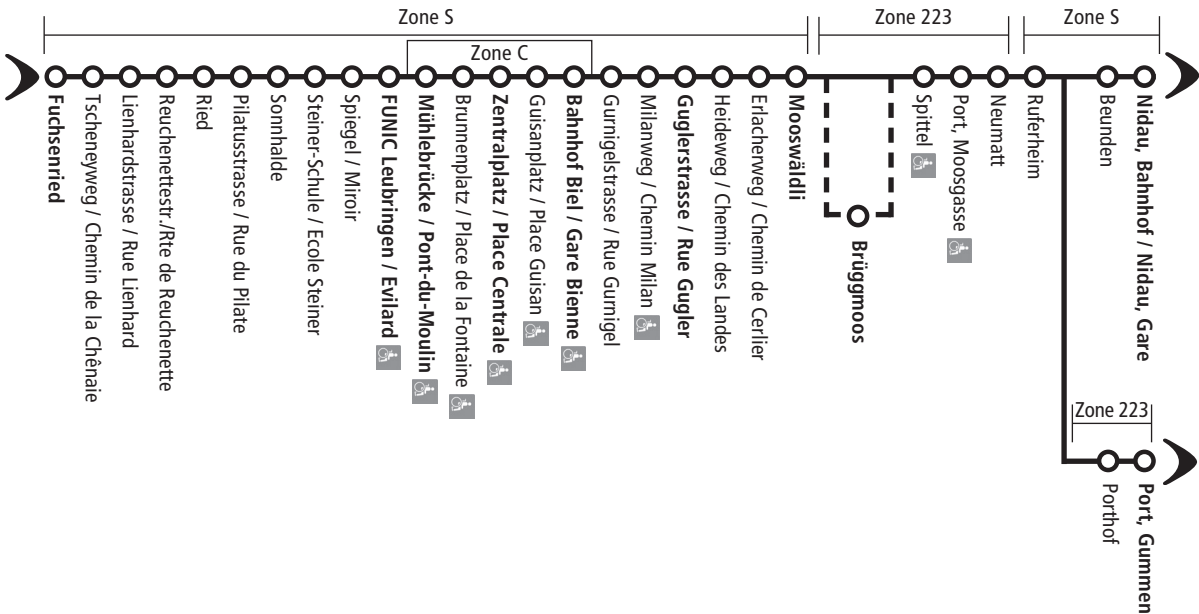 Zone S
Zone 223
Zone S
Zone C
Fuchsenried
Tscheneyweg / Chemin de la Chênaie
Lienhardstrasse / Rue Lienhard
Reuchenettestr./Rte de Reuchenette
Ried
Pilatusstrasse / Rue du Pilate
Sonnhalde
Steiner-Schule / Ecole Steiner
Spiegel / Miroir
FUNIC Leubringen / Evilard
Mühlebrücke / Pont-du-Moulin
Brunnenplatz / Place de la Fontaine
Zentralplatz / Place Centrale
Guisanplatz / Place Guisan
Bahnhof Biel / Gare Bienne
Gurnigelstrasse / Rue Gurnigel
Milanweg / Chemin Milan
Guglerstrasse / Rue Gugler
Heideweg / Chemin des Landes
Erlacherweg / Chemin de Cerlier
Mooswäldli
Brüggmoos
Spittel
Port, Moosgasse
Neumatt
Ruferheim
Beunden
Nidau, Bahnhof / Nidau, Gare
Zone 223
Porthof
Port, Gummen